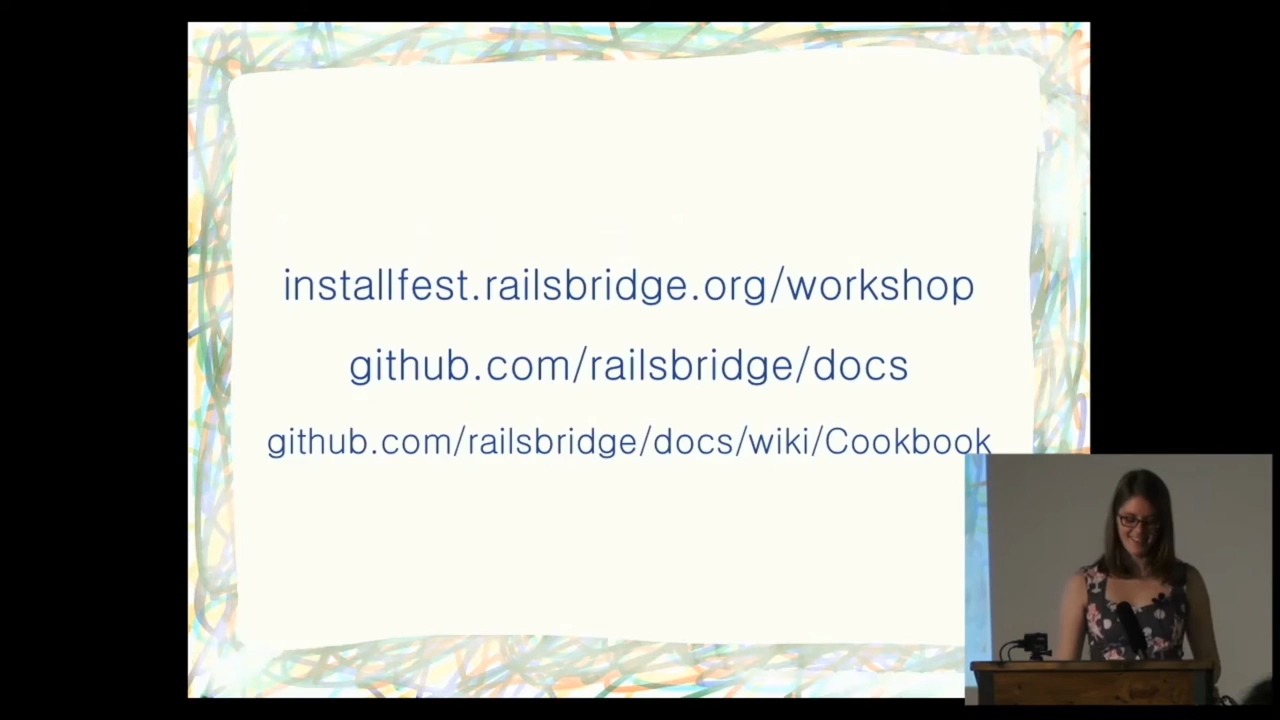 installfest.railsbridge.org/workshop
github.com/railsbridge/docs
github.com/railsbridge/docs/wiki/Cookbook